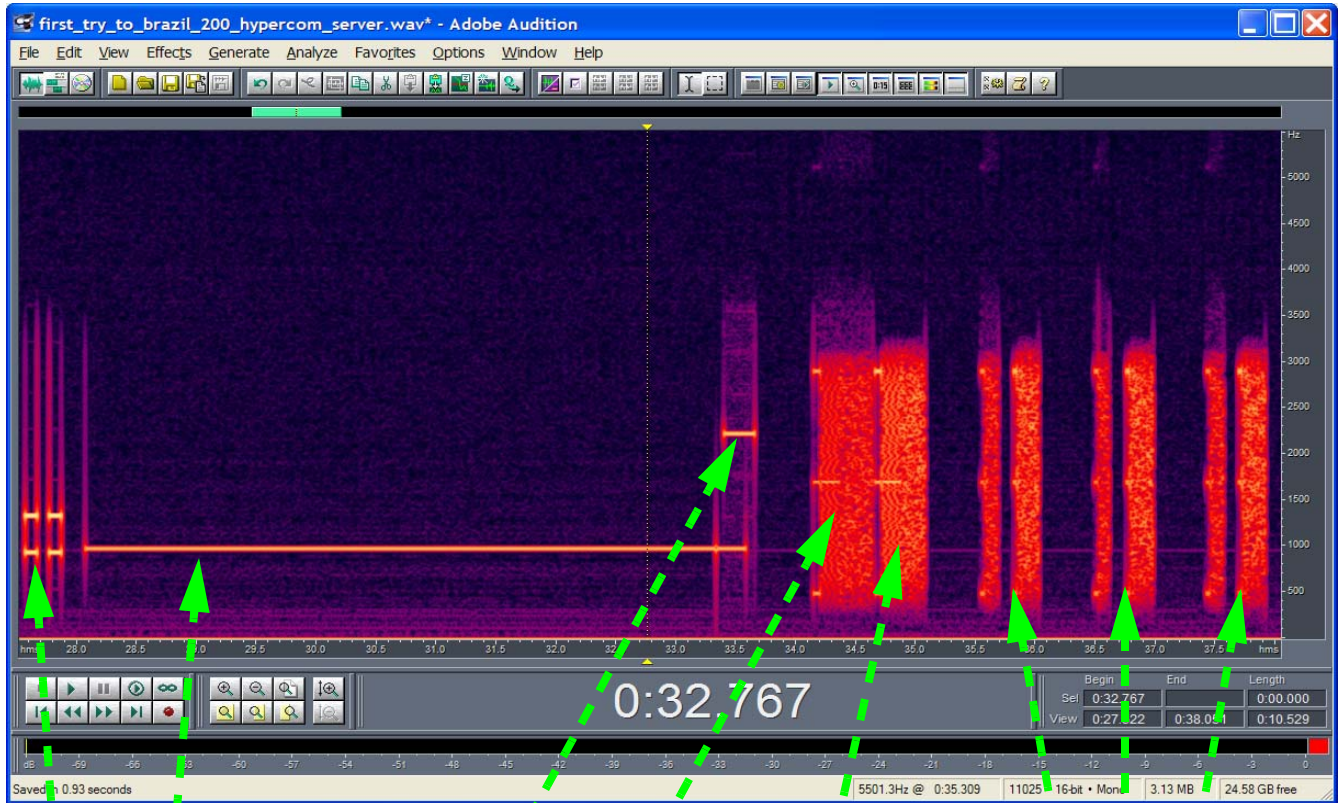 first_try_to_brazil_200_hypercom_server.wav* - Adobe Audition
File Edit View Effects Generate Analyze Favorites Options Window Help
Hz
5000
4500
4000
3500
3000
2500
2000
1500
1000
500
hms 28.0 28.5 29.5 30.0 30.5 31.0 31.5 32.0 33.0 33.5 34.0 34.5 35.0 35.5 37.0 37.5 hms
0:32.767
Begin End Length
Sel 0:32.767 0:00.000
View 0:10.529
dB -69 -66 -63 -60 -57 -54 -51 -48 -45 -42 -39 -36 -33 -30 -27 -24 -21 -18 -15 -12 -9 -6 -3 0
Saved in 0.93 seconds 5501.3Hz @ 0:35.309 11025 • 16-bit • Mono 3.13 MB 24.58 GB free